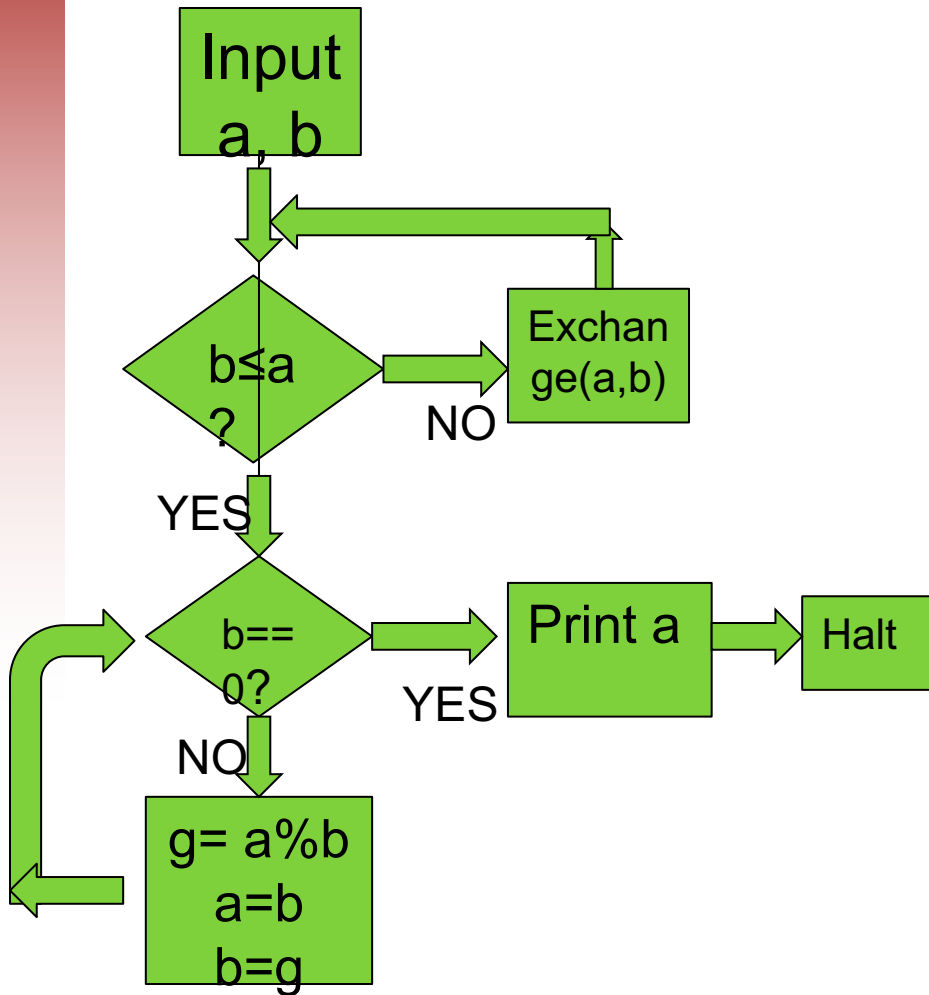 Input
a, b
b≤a
?
NO
Exchan
ge(a,b)
YES
b==
0?
YES
Print a
Halt
NO
g= a%b
a=b
b=g